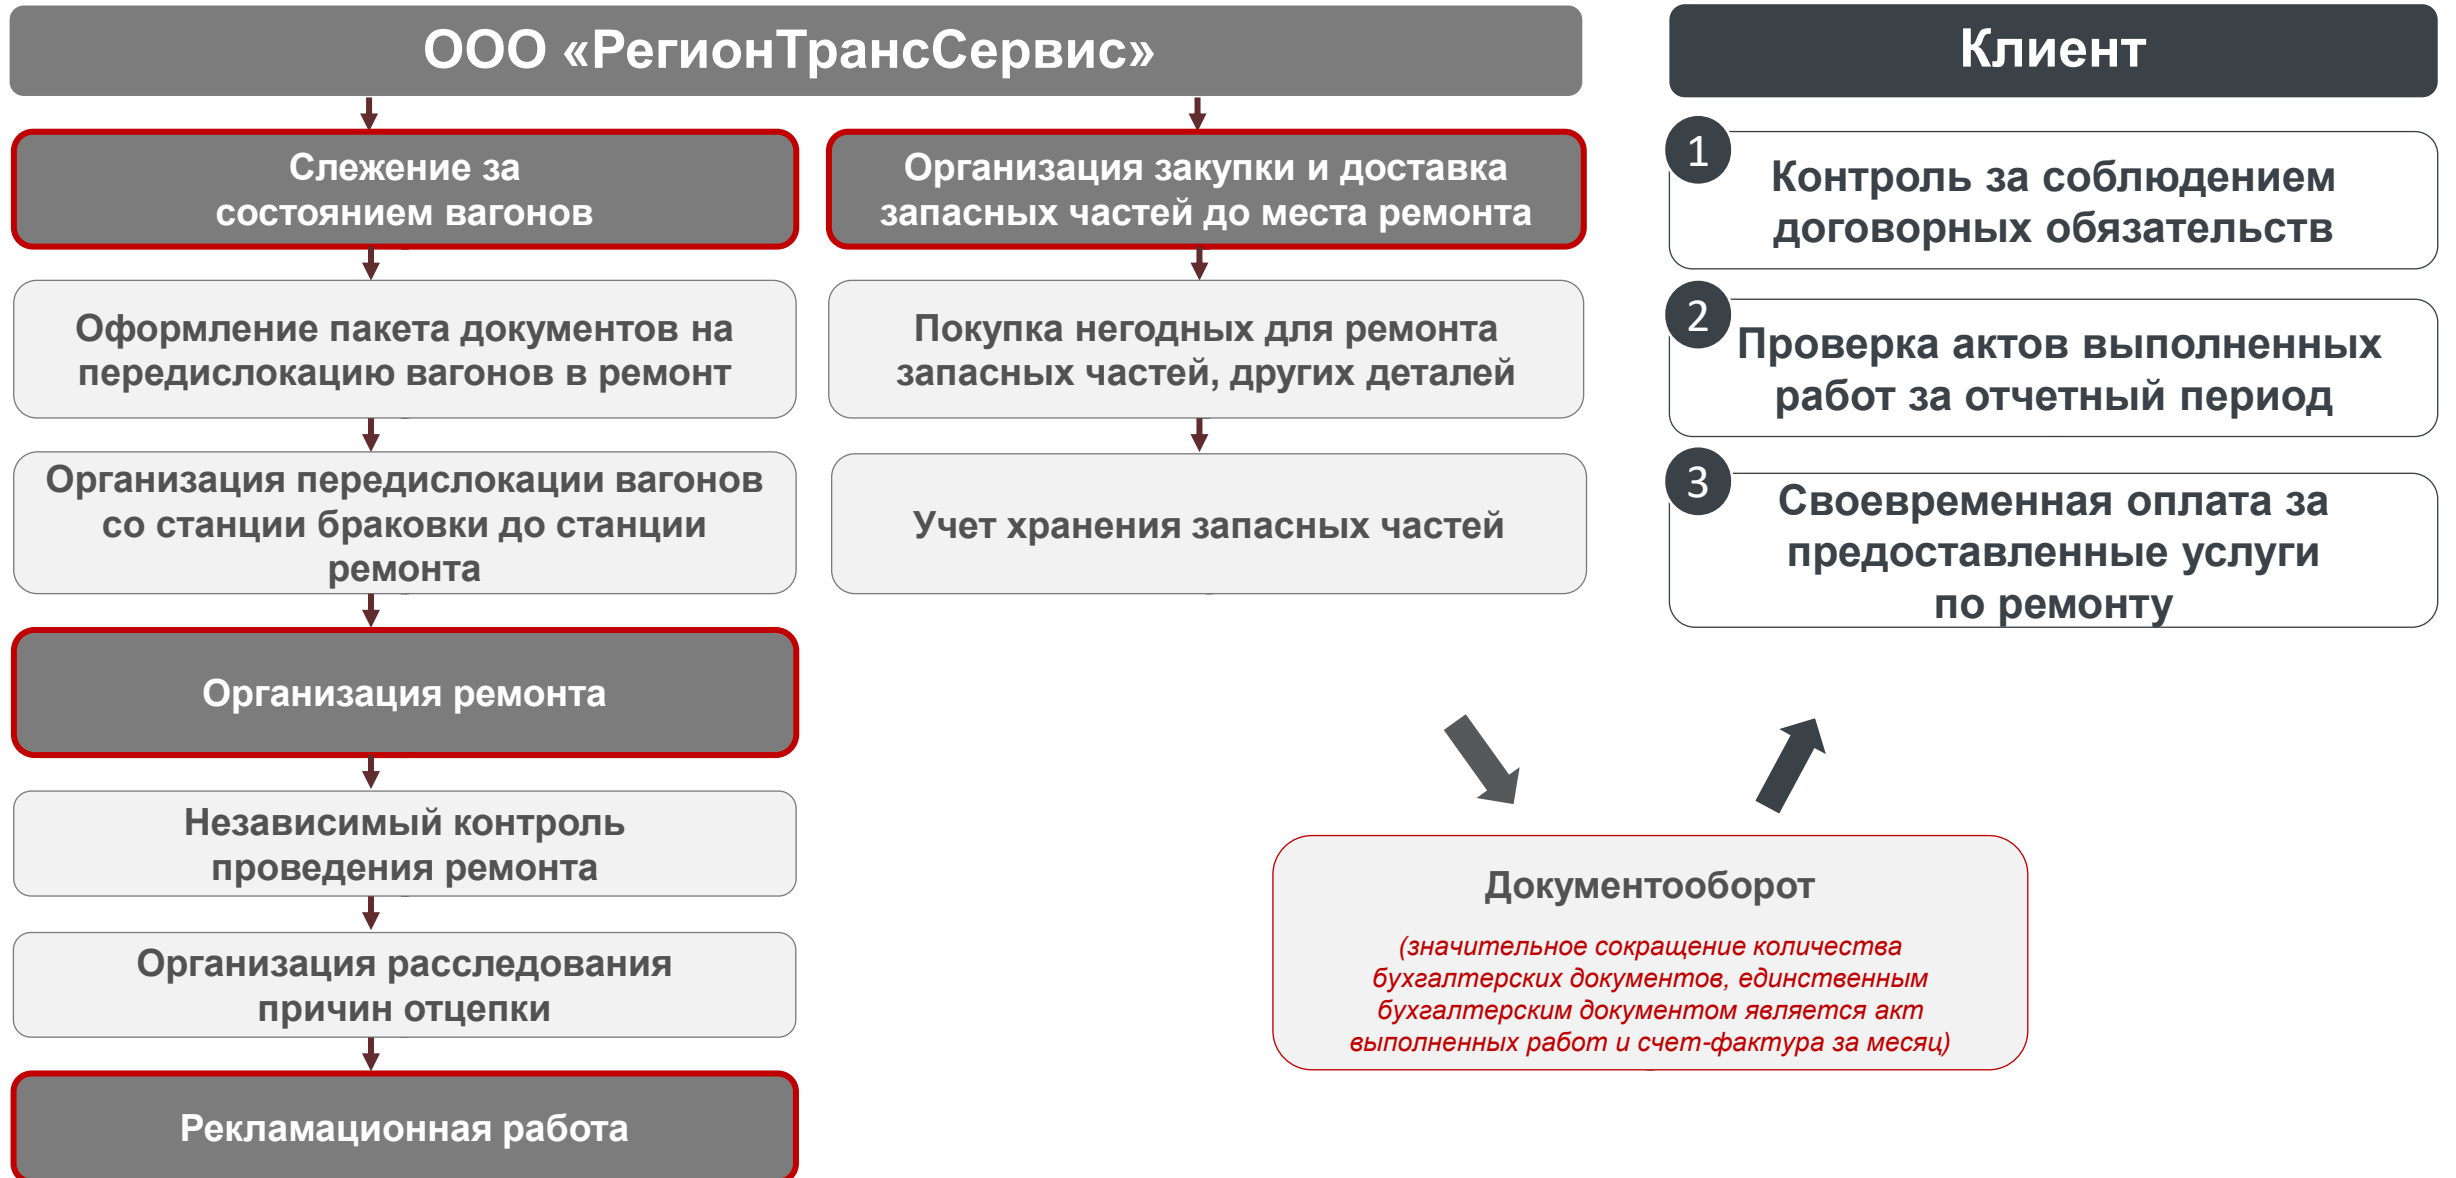 ООО «РегионТрансСервис»
Слежение за
состоянием вагонов
Оформление пакета документов на
передислокацию вагонов в ремонт
Организация передислокации вагонов
со станции браковки до станции
ремонта
Организация ремонта
Независимый контроль
проведения ремонта
Организация расследования
причин отцепки
Рекламационная работа
Организация закупки и доставка
запасных частей до места ремонта
Покупка негодных для ремонта
запасных частей, других деталей
Учет хранения запасных частей
Клиент
1
Контроль за соблюдением
договорных обязательств
2
Проверка актов выполненных
работ за отчетный период
3
Своевременная оплата за
предоставленные услуги
по ремонту
Документооборот
(значительное сокращение количества
бухгалтерских документов, единственным
бухгалтерским документом является акт
выполненных работ и счет-фактура за месяц)